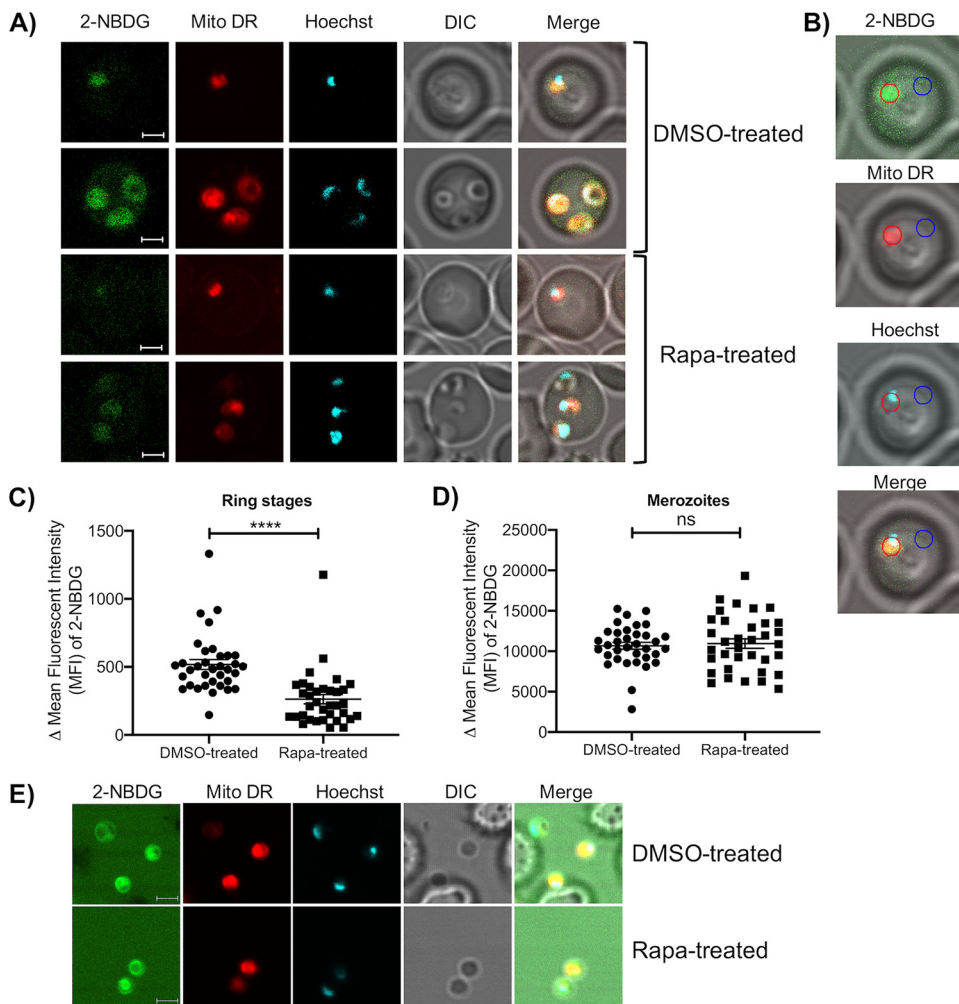 A)
2-NBDG Mito DR Hoechst DIC Merge
DMSO-treated
Rapa-treated
B)
2-NBDG
Mito DR
Hoechst
Merge
C)
Ring stages
****
Δ Mean Fluorescent Intensity
(MFI) of 2-NBDG
1500
1000
500
0
DMSO-treated Rapa-treated
D)
Merozoites
ns
Δ Mean Fluorescent Intensity
(MFI) of 2-NBDG
25000
20000
15000
10000
5000
0
DMSO-treated Rapa-treated
E)
2-NBDG Mito DR Hoechst DIC Merge
DMSO-treated
Rapa-treated